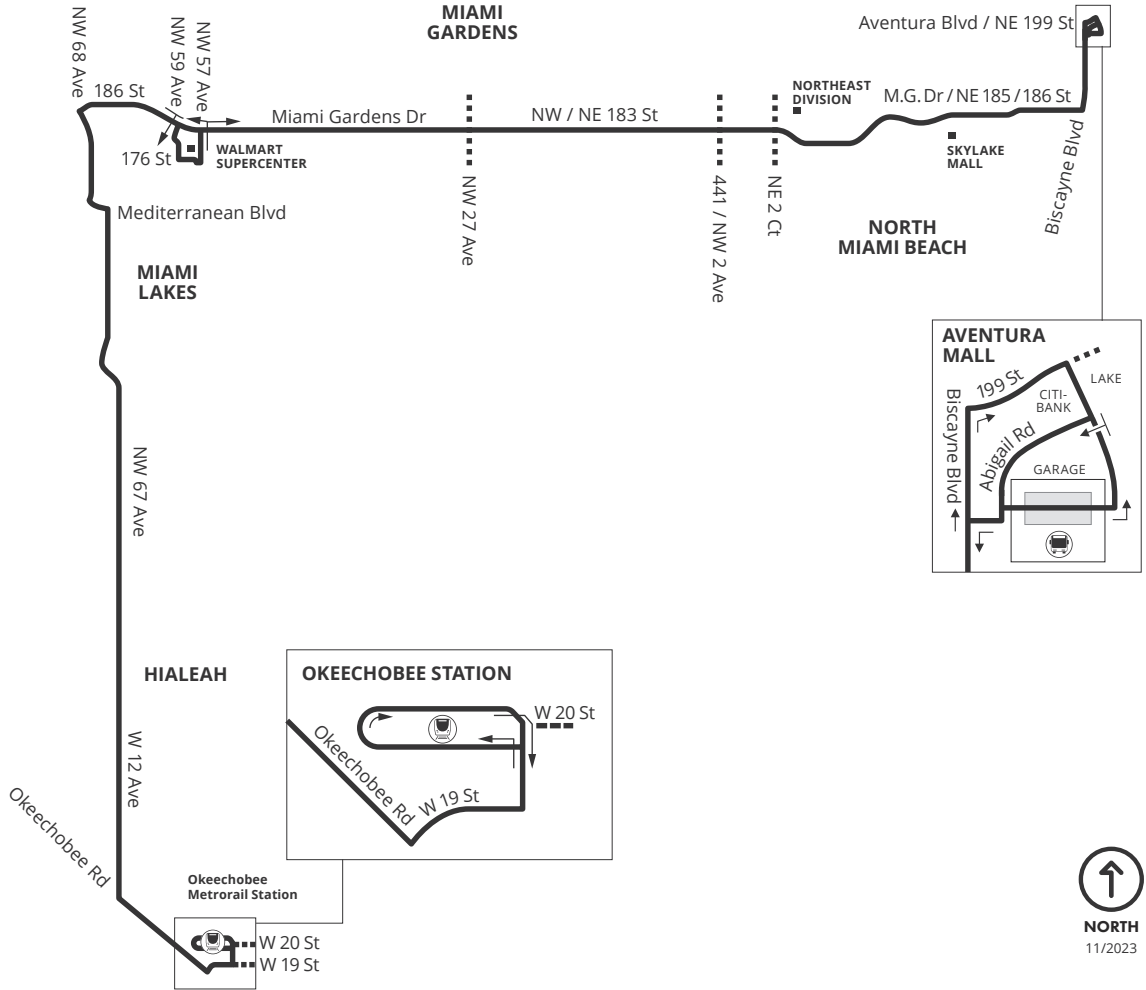 MIAMI
GARDENS
Aventura Blvd / NE 199 St
NW 68 Ave
NW 59 Ave
NW 57 Ave
186 St
Miami Gardens Dr
NW / NE 183 St
NORTHEAST
DIVISION
M.G. Dr / NE 185 / 186 St
176 St
WALMART
SUPERCENTER
SKYLAKE
MALL
Biscayne Blvd
Mediterranean Blvd
NW 27 Ave
441 / NW 2 Ave
NE 2 Ct
NORTH
MIAMI BEACH
MIAMI
LAKES
AVENTURA
MALL
199 St
LAKE
CITI-
BANK
Biscayne Blvd
Abigail Rd
GARAGE
NW 67 Ave
HIALEAH
OKEECHOBEE STATION
W 20 St
Okeechobee Rd
W 19 St
W 12 Ave
Okeechobee Rd
Okeechobee
Metrorail Station
W 20 St
W 19 St
NORTH
11/2023